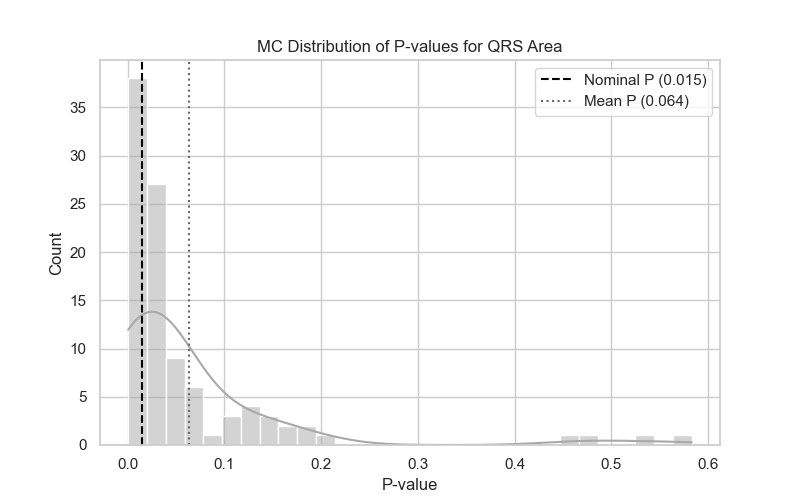 MC Distribution of P-values for QRS Area
Nominal P (0.015)
Mean P (0.064)
Count
35
30
25
20
15
10
5
0
0.0 0.1 0.2 0.3 0.4 0.5 0.6
P-value